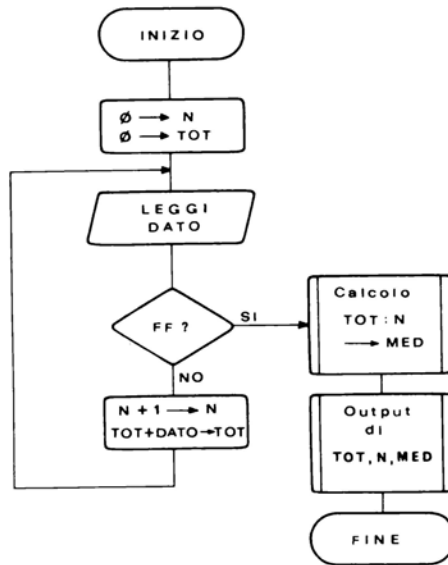 INIZIO
Ø → N
Ø → TOT
LEGGI
DATO
FF ?
SI
NO
N + 1 → N
TOT+DATO→TOT
Calcolo
TOT : N
→ MED
Output
di
TOT, N, MED
FINE